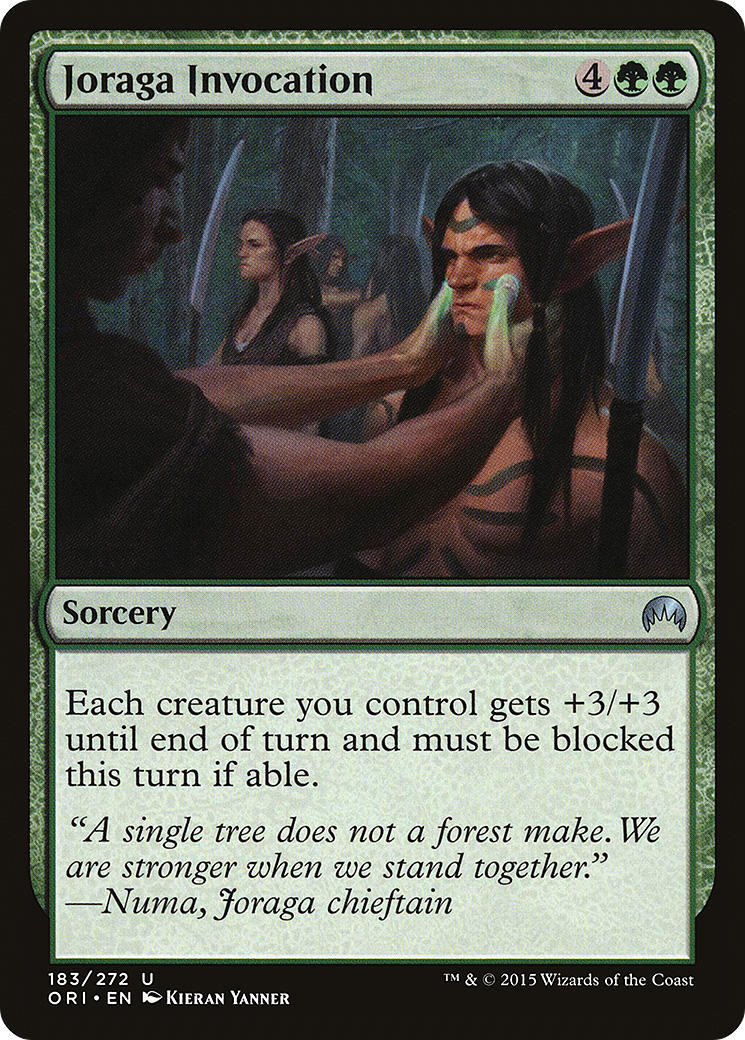 Joraga Invocation 4
Sorcery
Each creature you control gets +3/+3
until end of turn and must be blocked
this turn if able.
“A single tree does not a forest make. We
are stronger when we stand together.”
—Numa, Joraga chieftain
183/272 U
™ & © 2015 Wizards of the Coast
ORI • EN Kieran Yanner